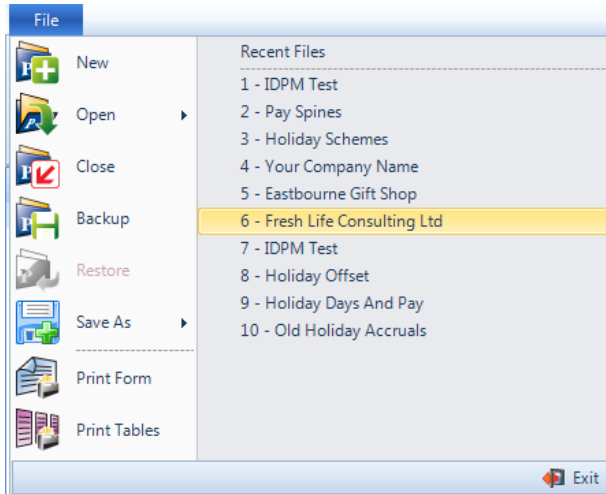 File
New
Open
Close
Backup
Restore
Save As
Print Form
Print Tables
Recent Files
1 - IDPM Test
2 - Pay Spines
3 - Holiday Schemes
4 - Your Company Name
5 - Eastbourne Gift Shop
6 - Fresh Life Consulting Ltd
7 - IDPM Test
8 - Holiday Offset
9 - Holiday Days And Pay
10 - Old Holiday Accruals
Exit